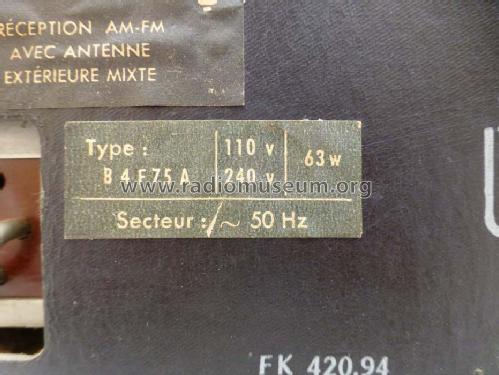 RÉCEPTION AM-FM
AVEC ANTENNE
EXTÉRIEURE MIXTE
Type : 110 v 63 w
B 4 F 75 A 240 v
www.radiomuseum.org
Secteur : ~ 50 Hz
FK 420.94